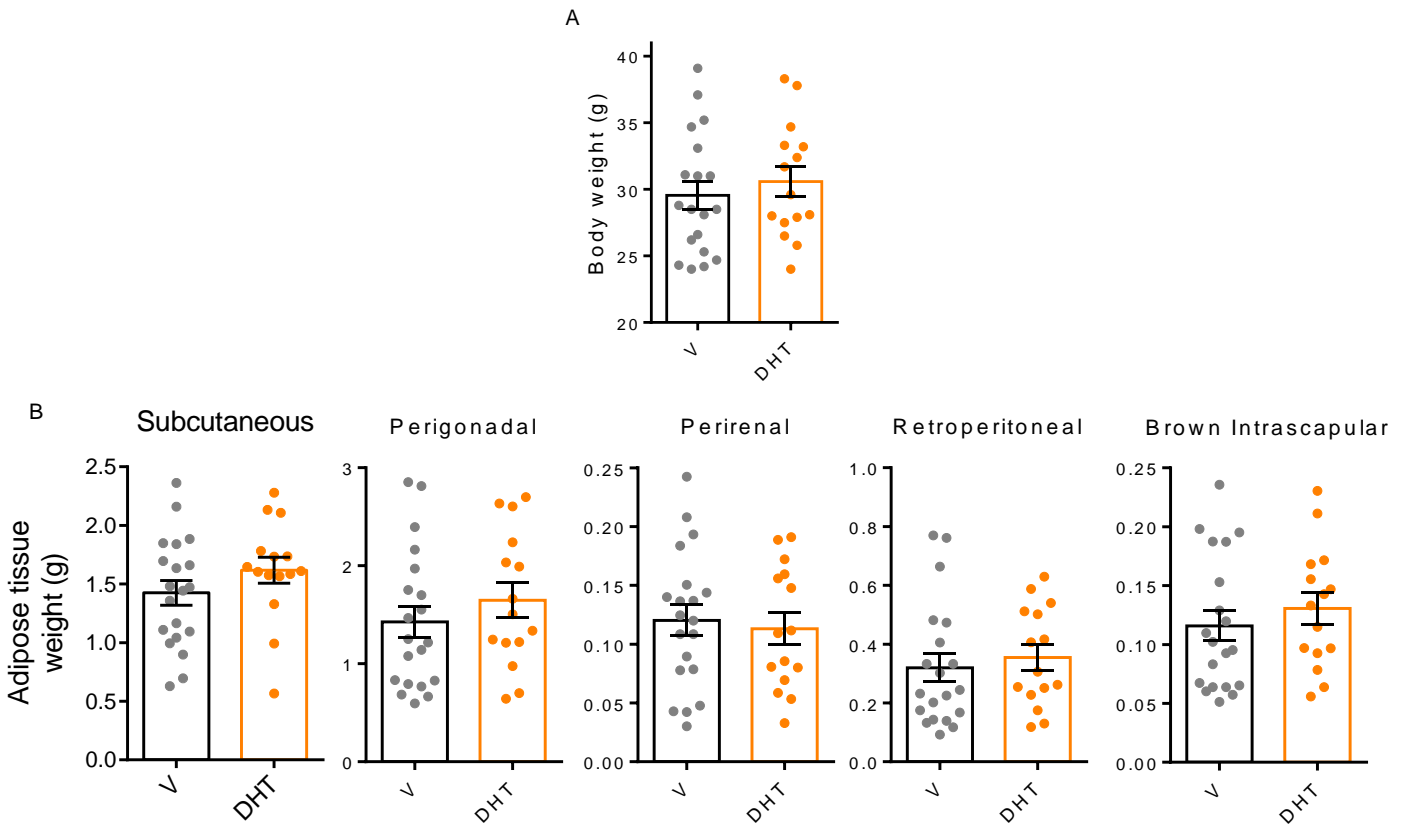 A
Body weight (g)
40
35
30
25
20
V
DHT
B
Subcutaneous
Adipose tissue
weight (g)
2.5
2.0
1.5
1.0
0.5
0.0
V
DHT
Perigonadal
3
2
1
0
V
DHT
Perirenal
0.25
0.20
0.15
0.10
0.05
0.00
V
DHT
Retroperitoneal
1.0
0.8
0.6
0.4
0.2
0.0
V
DHT
Brown Intrascapular
0.25
0.20
0.15
0.10
0.05
0.00
V
DHT